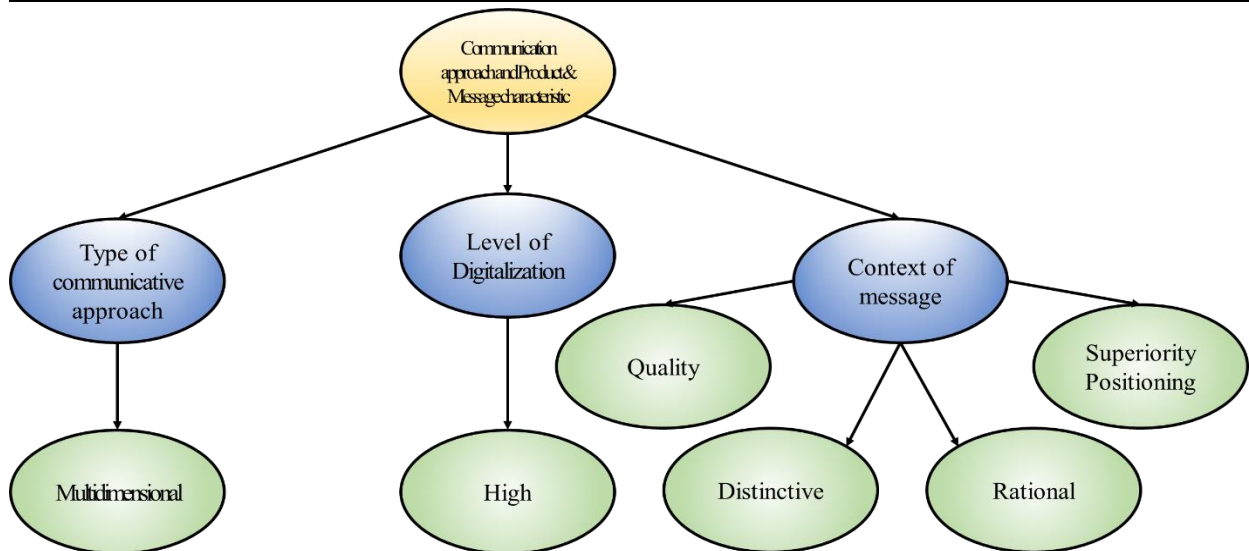 Communication
approach and Product &
Message characteristic
Type of
communicative
approach
Level of
Digitalization
Context of
message
Quality
Superiority
Positioning
Multidimensional
High
Distinctive
Rational